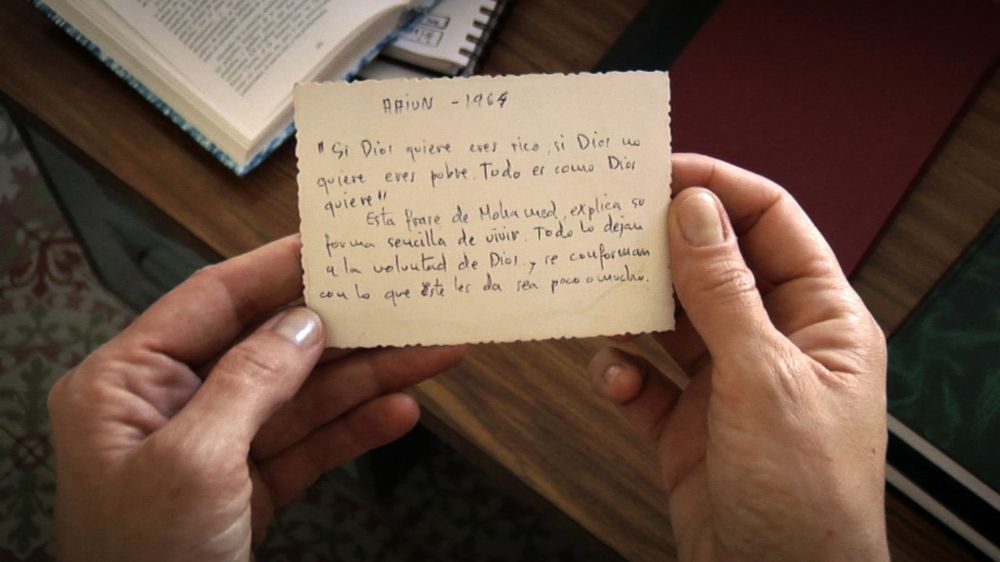 AAIUN - 1964
"Si Dios quiere eres rico, si Dios no
quiere eres pobre. Todo es como Dios
quiere"
Esta frase de Mohamed, explica su
forma sencilla de vivir. Todo lo dejan
a la voluntad de Dios y se conforman
con lo que Este les da sea poco o mucho.